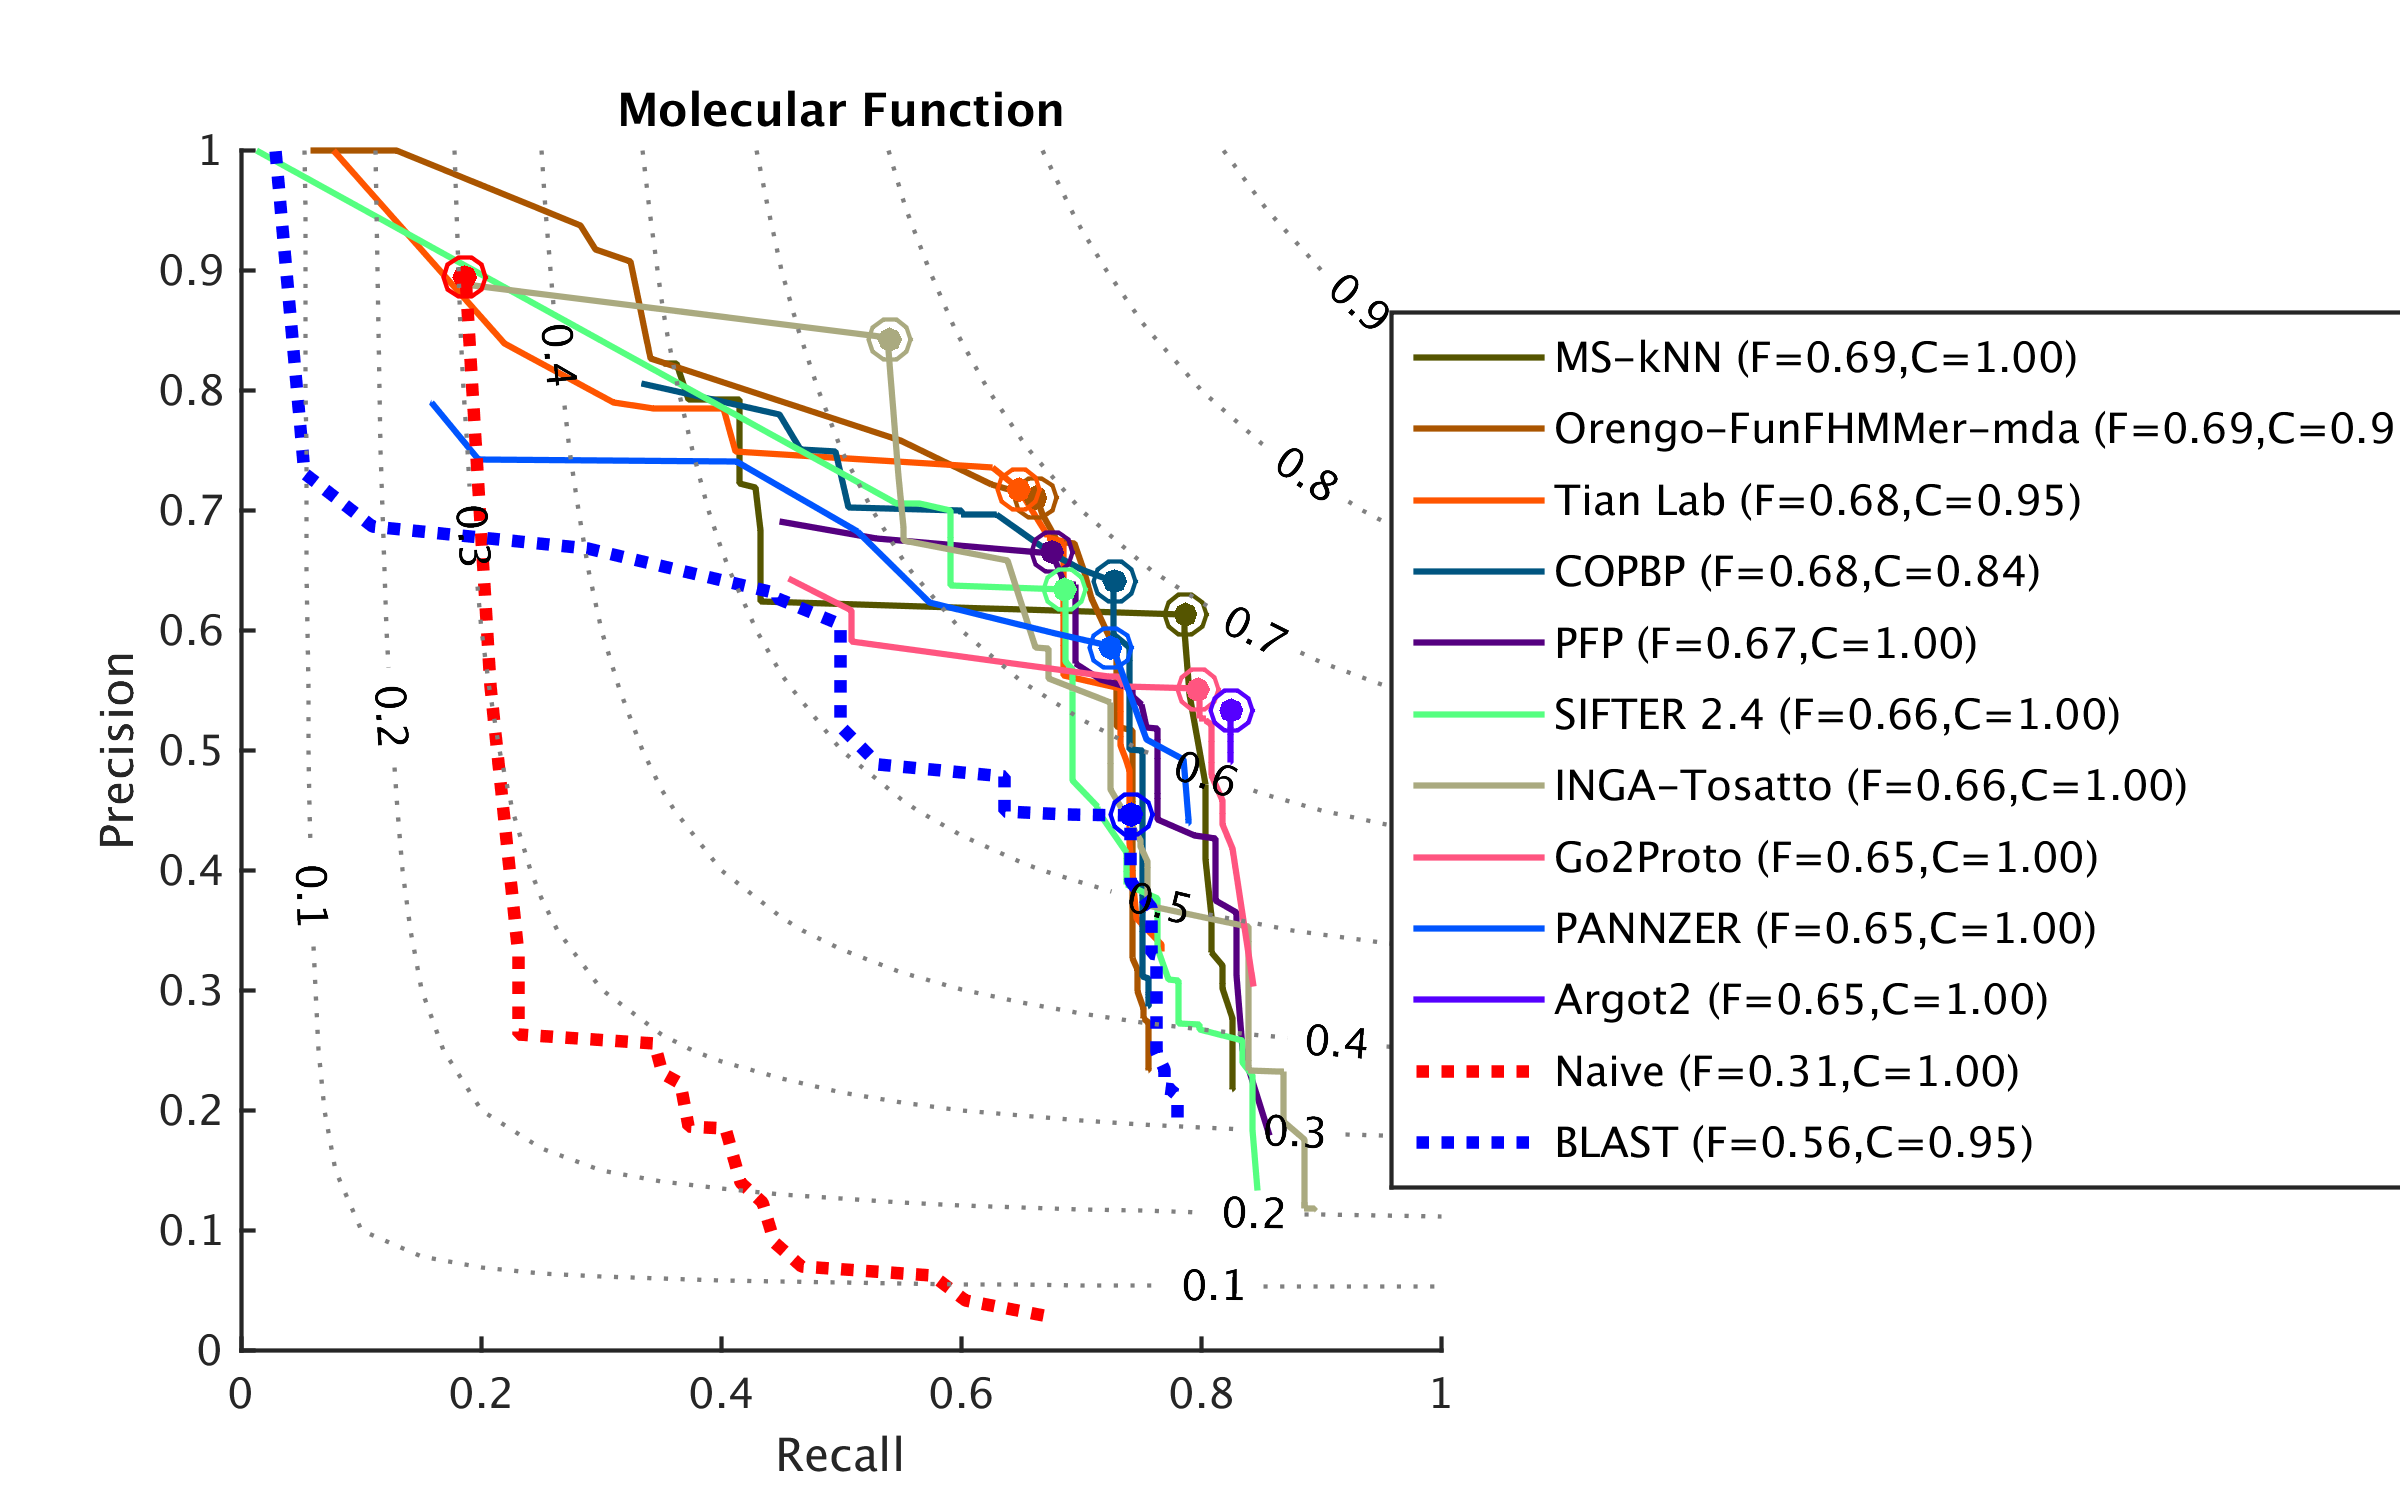 Molecular Function
Precision
1
0.9
0.8
0.7
0.6
0.5
0.4
0.3
0.2
0.1
0
0
0.2
0.4
0.6
0.8
1
Recall
0.1
0.2
0.3
0.4
0.9
0.8
0.7
0.6
0.5
0.4
0.3
0.2
0.1
MS-kNN (F=0.69,C=1.00)
Orengo-FunFHMMer-mda (F=0.69,C=0.9
Tian Lab (F=0.68,C=0.95)
COPBP (F=0.68,C=0.84)
PFP (F=0.67,C=1.00)
SIFTER 2.4 (F=0.66,C=1.00)
INGA-Tosatto (F=0.66,C=1.00)
Go2Proto (F=0.65,C=1.00)
PANNZER (F=0.65,C=1.00)
Argot2 (F=0.65,C=1.00)
Naive (F=0.31,C=1.00)
BLAST (F=0.56,C=0.95)